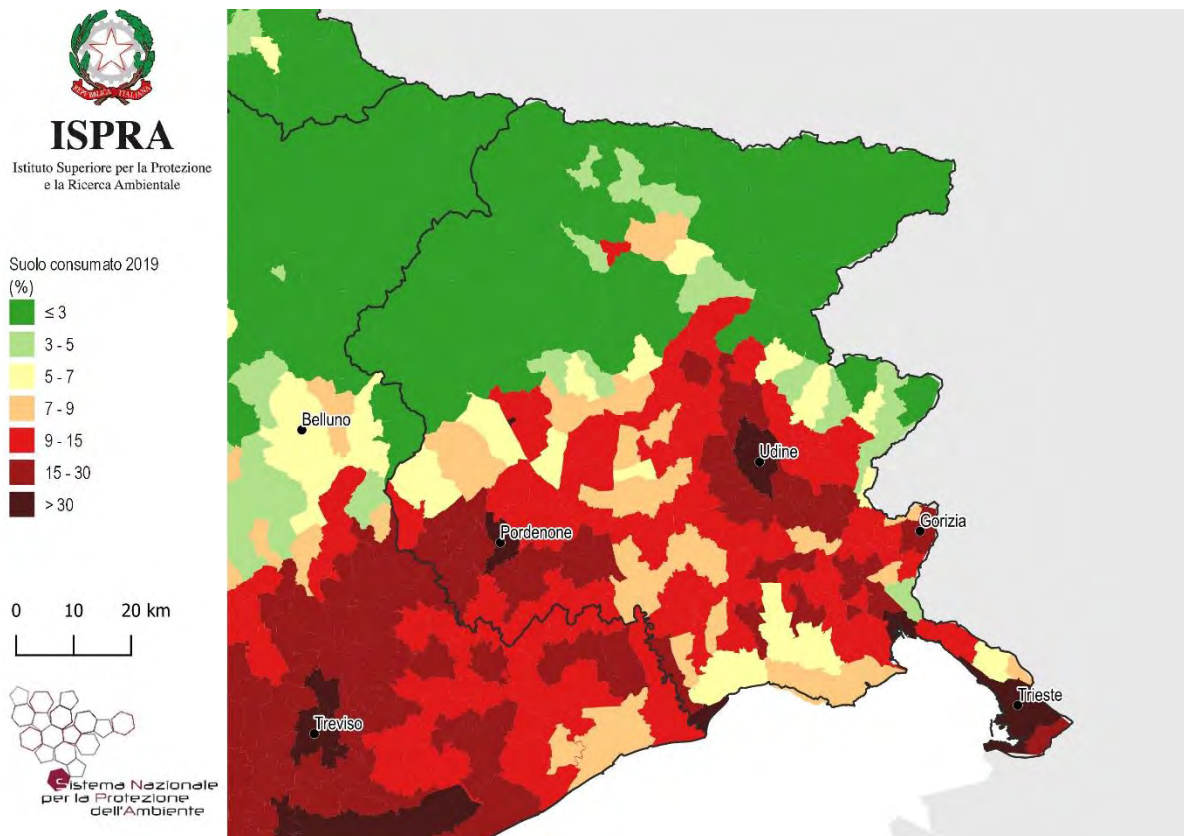 REPVBBLICA ITALIANA
ISPRA
Istituto Superiore per la Protezione
e la Ricerca Ambientale
Suolo consumato 2019
(%)
≤ 3
3 - 5
5 - 7
7 - 9
9 - 15
15 - 30
> 30
0 10 20 km
Sistema Nazionale
per la Protezione
dell'Ambiente
Belluno
Udine
Pordenone
Gorizia
Trieste
Treviso